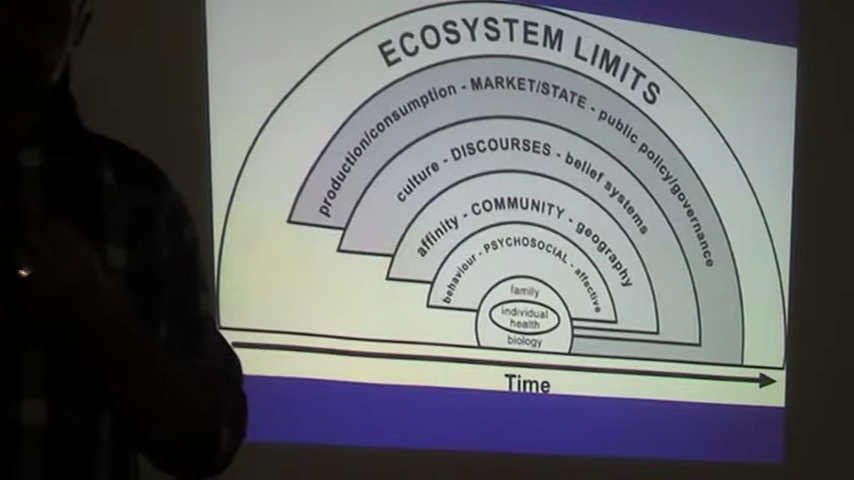 ECOSYSTEM LIMITS
production/consumption - MARKET/STATE - public policy/governance
culture - DISCOURSES - belief systems
affinity - COMMUNITY - geography
behaviour - PSYCHOSOCIAL - affective
family
individual
health
biology
Time